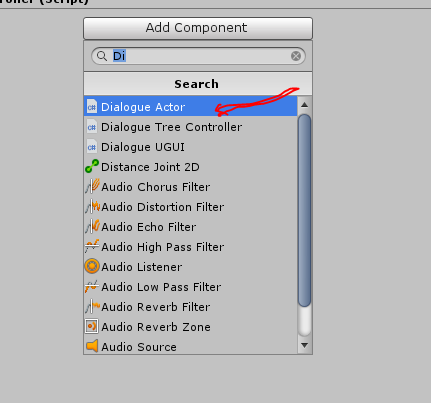 (Script)
Add Component
Di
Search
Dialogue Actor
Dialogue Tree Controller
Dialogue UGUI
Distance Joint 2D
Audio Chorus Filter
Audio Distortion Filter
Audio Echo Filter
Audio High Pass Filter
Audio Listener
Audio Low Pass Filter
Audio Reverb Filter
Audio Reverb Zone
Audio Source